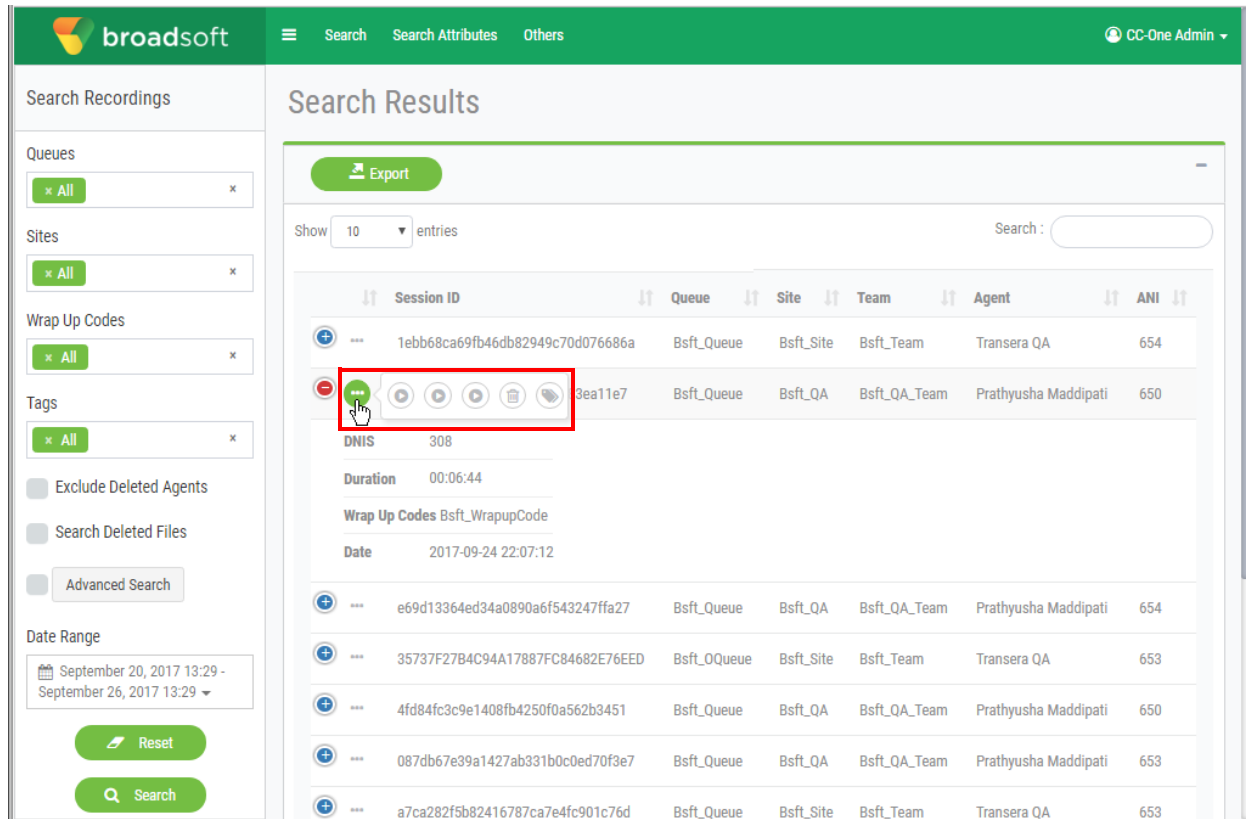 broadsoft
Search Search Attributes Others CC-One Admin
Search Recordings
Queues
× All ×
Sites
× All ×
Wrap Up Codes
× All ×
Tags
× All ×
Exclude Deleted Agents
Search Deleted Files
Advanced Search
Date Range
September 20, 2017 13:29 -
September 26, 2017 13:29
Reset
Search
Search Results
Export
Show 10 entries Search :
Session ID Queue Site Team Agent ANI
1ebb68ca69fb46db82949c70d076686a Bsft_Queue Bsft_Site Bsft_Team Transera QA 654
3ea11e7 Bsft_Queue Bsft_QA Bsft_QA_Team Prathyusha Maddipati 650
DNIS 308
Duration 00:06:44
Wrap Up Codes Bsft_WrapupCode
Date 2017-09-24 22:07:12
e69d13364ed34a0890a6f543247ffa27 Bsft_Queue Bsft_QA Bsft_QA_Team Prathyusha Maddipati 654
35737F27B4C94A17887FC84682E76EED Bsft_OQueue Bsft_Site Bsft_Team Transera QA 653
4fd84fc3c9e1408fb4250f0a562b3451 Bsft_Queue Bsft_QA Bsft_QA_Team Prathyusha Maddipati 650
087db67e39a1427ab331b0c0ed70f3e7 Bsft_Queue Bsft_QA Bsft_QA_Team Prathyusha Maddipati 653
a7ca282f5b82416787ca7e4fc901c76d Bsft_Queue Bsft_Site Bsft_Team Transera QA 653